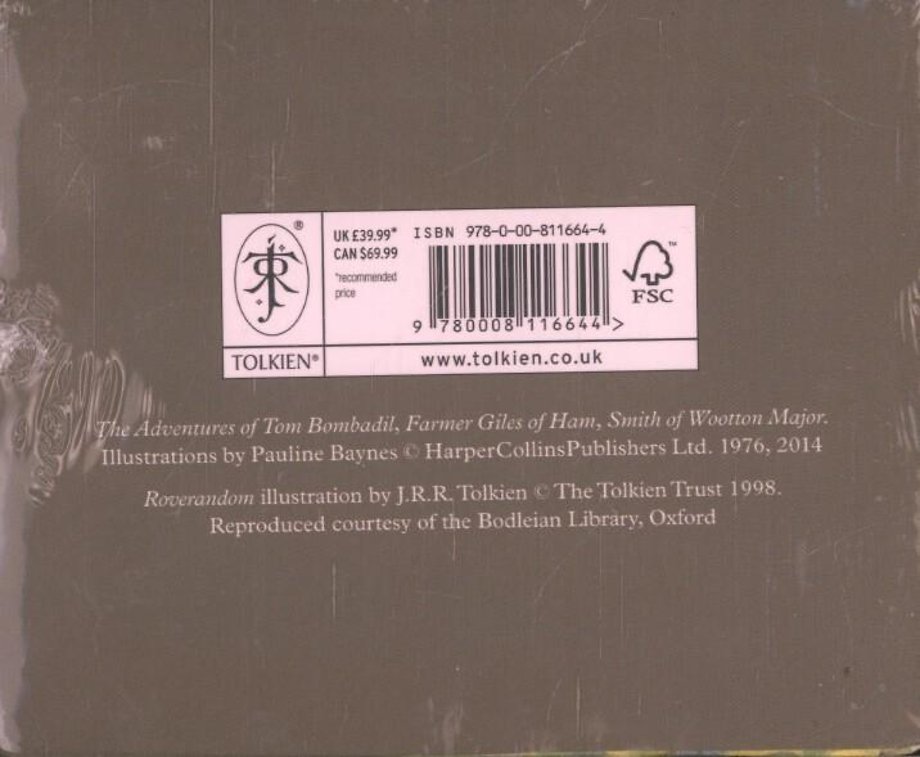 UK £39.99*
CAN $69.99
*recommended
price
ISBN 978-0-00-811664-4
9 780008 116644 >
FSC
™
®
TOLKIEN®
www.tolkien.co.uk
The Adventures of Tom Bombadil, Farmer Giles of Ham, Smith of Wootton Major.
Illustrations by Pauline Baynes © HarperCollinsPublishers Ltd. 1976, 2014
Roverandom illustration by J.R.R. Tolkien © The Tolkien Trust 1998.
Reproduced courtesy of the Bodleian Library, Oxford